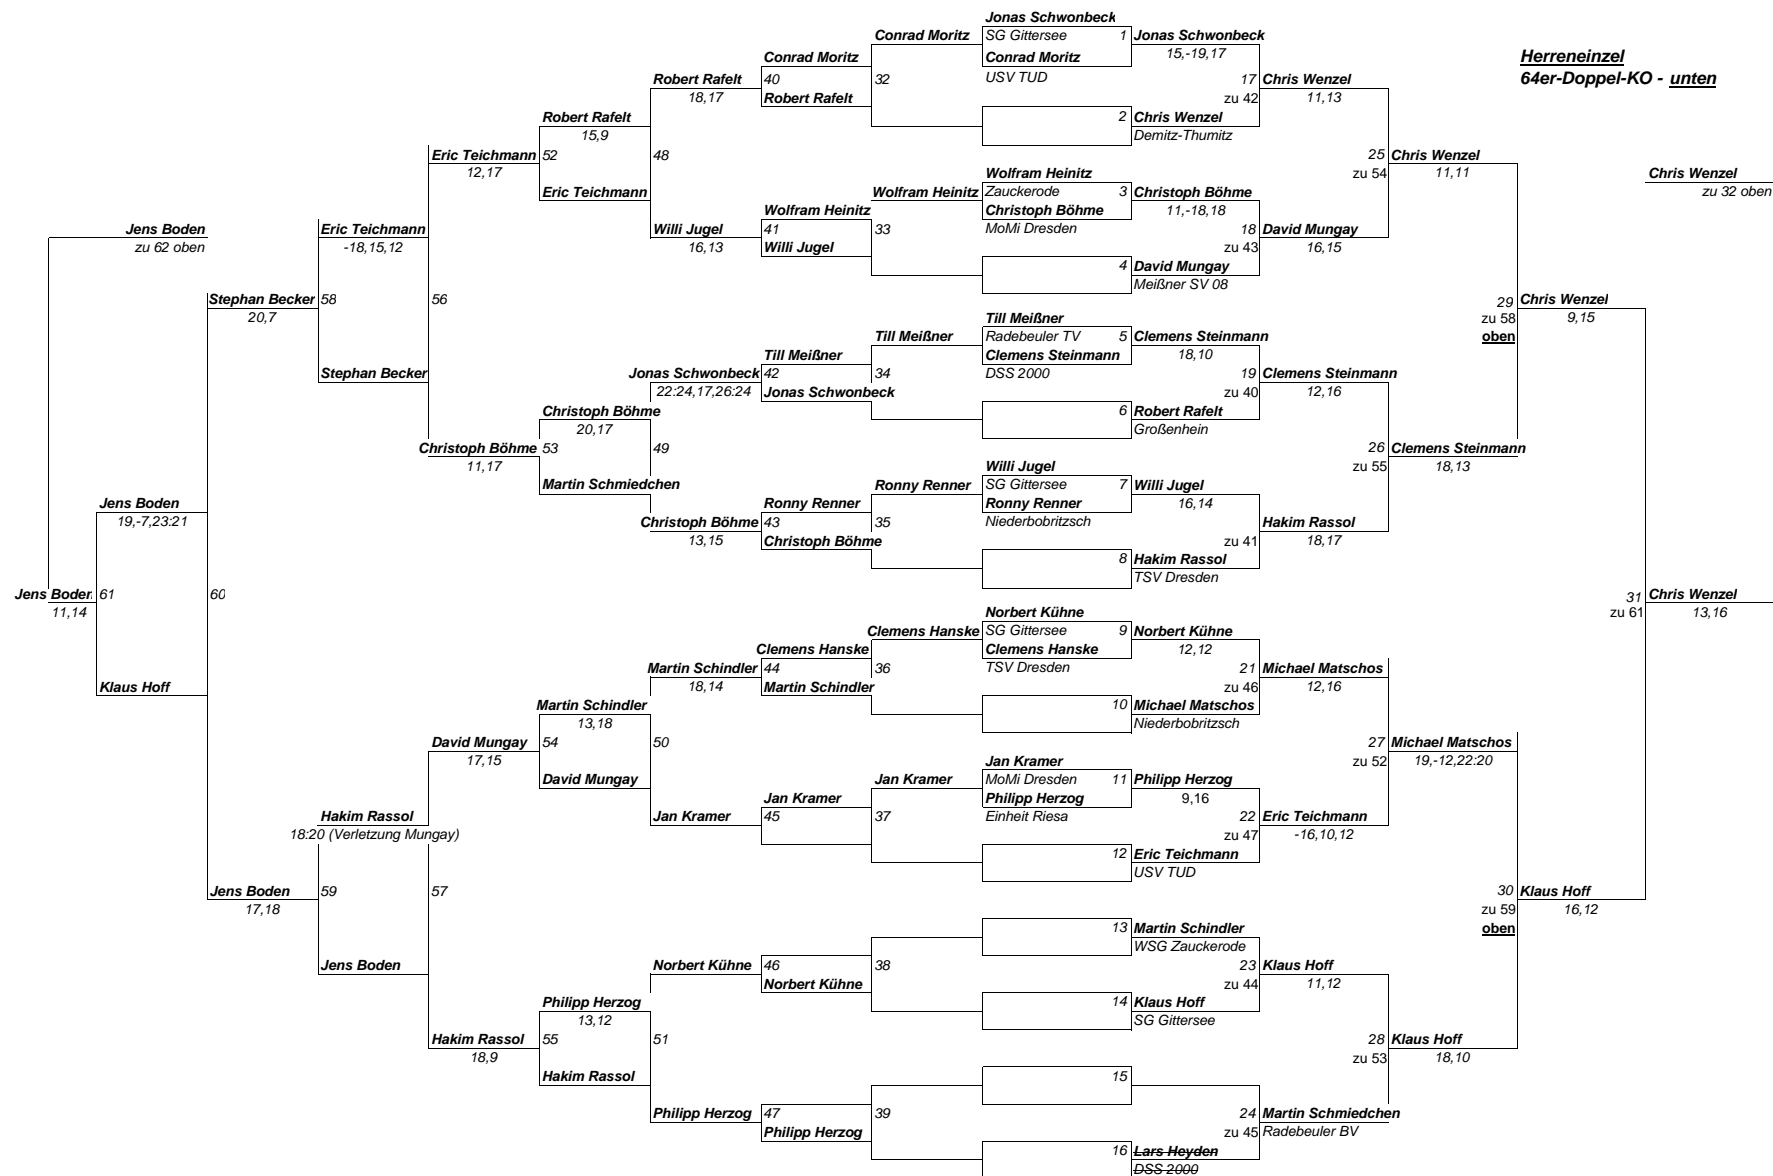 Herreneinzel
64er-Doppel-KO - unten
Jonas Schwonbeck
SG Gittersee 1
Conrad Moritz
USV TUD
2
Wolfram Heinitz
Zauckerode 3
Christoph Böhme
MoMi Dresden
4
Till Meißner
Radebeuler TV 5
Clemens Steinmann
DSS 2000
6
Willi Jugel
SG Gittersee 7
Ronny Renner
Niederbobritzsch
8
Norbert Kühne
SG Gittersee 9
Clemens Hanske
TSV Dresden
10
Jan Kramer
MoMi Dresden 11
Philipp Herzog
Einheit Riesa
12
13
14
15
16
Jonas Schwonbeck
15,-19,17
Chris Wenzel
Demitz-Thumitz
Christoph Böhme
11,-18,18
David Mungay
Meißner SV 08
Clemens Steinmann
18,10
Robert Rafelt
Großenhein
Willi Jugel
16,14
Hakim Rassol
TSV Dresden
Norbert Kühne
12,12
Michael Matschos
Niederbobritzsch
Philipp Herzog
9,16
Eric Teichmann
USV TUD
Martin Schindler
WSG Zauckerode
Klaus Hoff
SG Gittersee
Lars Heyden
DSS 2000
17 Chris Wenzel
zu 42 11,13
18 David Mungay
zu 43 16,15
19 Clemens Steinmann
zu 40 12,16
Hakim Rassol
zu 41 18,17
21 Michael Matschos
zu 46 12,16
22 Eric Teichmann
zu 47 -16,10,12
23 Klaus Hoff
zu 44 11,12
24 Martin Schmiedchen
zu 45 Radebeuler BV
25 Chris Wenzel
zu 54 11,11
26 Clemens Steinmann
zu 55 18,13
27 Michael Matschos
zu 52 19,-12,22:20
28 Klaus Hoff
zu 53 18,10
29 Chris Wenzel
zu 58 9,15
oben
30 Klaus Hoff
zu 59 16,12
oben
31 Chris Wenzel
zu 61 13,16
Chris Wenzel
zu 32 oben
Conrad Moritz
32
Wolfram Heinitz
33
Till Meißner
34
Ronny Renner
35
Clemens Hanske
36
Jan Kramer
37
38
39
Conrad Moritz
40
Robert Rafelt
Wolfram Heinitz
41
Willi Jugel
Till Meißner
42
Jonas Schwonbeck
Ronny Renner
43
Christoph Böhme
Clemens Hanske
44
Martin Schindler
Jan Kramer
45
46
Norbert Kühne
47
Philipp Herzog
Robert Rafelt
18,17
48
Willi Jugel
16,13
Jonas Schwonbeck
22:24,17,26:24
49
Christoph Böhme
13,15
Martin Schindler
18,14
50
Jan Kramer
Norbert Kühne
51
Philipp Herzog
Robert Rafelt
15,9
52
Eric Teichmann
Christoph Böhme
20,17
53
Martin Schmiedchen
Martin Schindler
13,18
54
David Mungay
Philipp Herzog
13,12
55
Hakim Rassol
Eric Teichmann
12,17
56
Christoph Böhme
11,17
David Mungay
17,15
57
Hakim Rassol
18,9
Eric Teichmann
-18,15,12
58
Stephan Becker
Hakim Rassol
18:20 (Verletzung Mungay)
59
Jens Boden
Stephan Becker
20,7
60
Jens Boden
17,18
Jens Boden
19,-7,23:21
61
Klaus Hoff
Jens Boden
11,14
Jens Boden
zu 62 oben